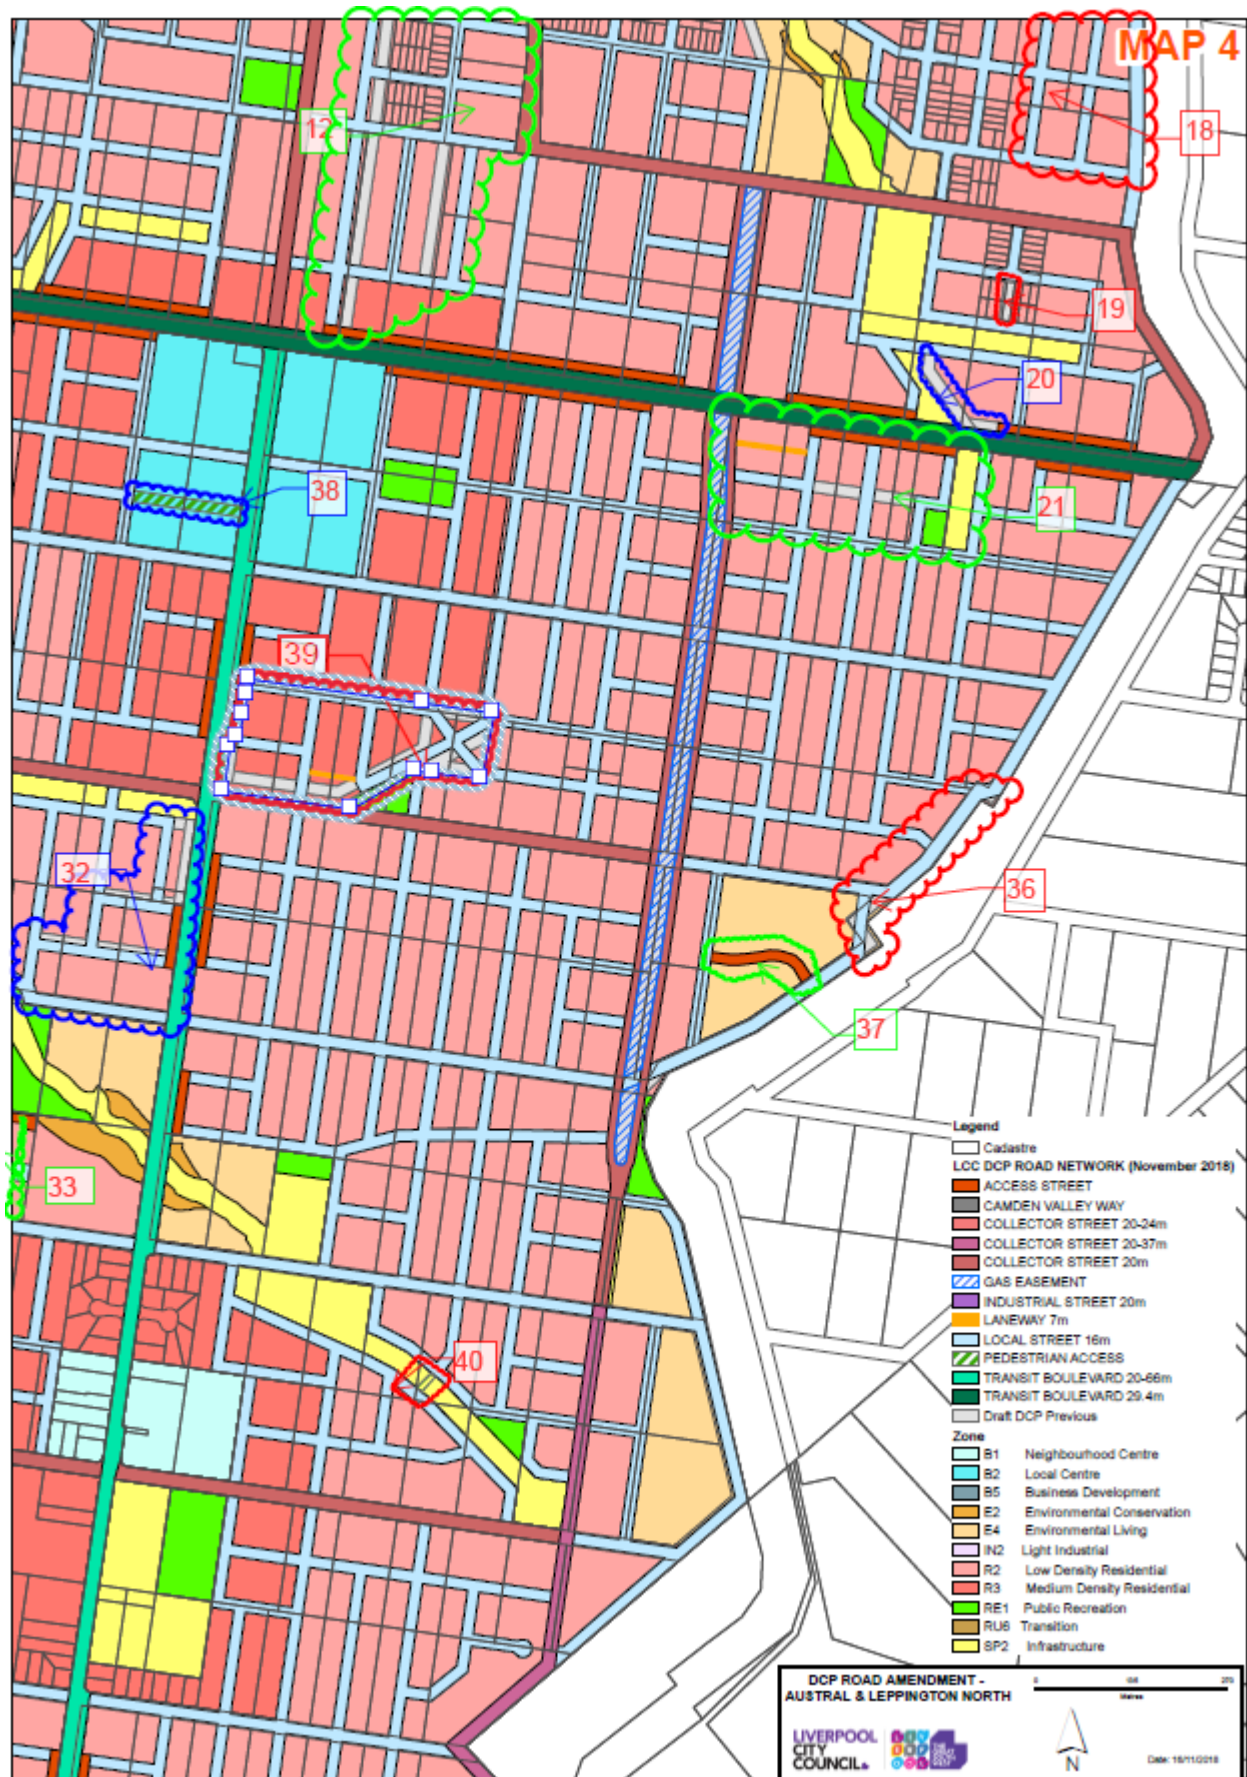 MAP 4
12
18
19
20
38
21
39
32
36
37
33
40
Legend
Cadastre
LCC DCP ROAD NETWORK (November 2018)
ACCESS STREET
CAMDEN VALLEY WAY
COLLECTOR STREET 20-24m
COLLECTOR STREET 20-37m
COLLECTOR STREET 20m
GAS EASEMENT
INDUSTRIAL STREET 20m
LANEWAY 7m
LOCAL STREET 16m
PEDESTRIAN ACCESS
TRANSIT BOULEVARD 20-66m
TRANSIT BOULEVARD 29.4m
Draft DCP Previous
Zone
B1 Neighbourhood Centre
B2 Local Centre
B5 Business Development
E2 Environmental Conservation
E4 Environmental Living
IN2 Light Industrial
R2 Low Density Residential
R3 Medium Density Residential
RE1 Public Recreation
RU6 Transition
SP2 Infrastructure
DCP ROAD AMENDMENT -
AUSTRAL & LEPPINGTON NORTH
Metres
LIVERPOOL
CITY
COUNCIL
N
Date: 16/11/2018